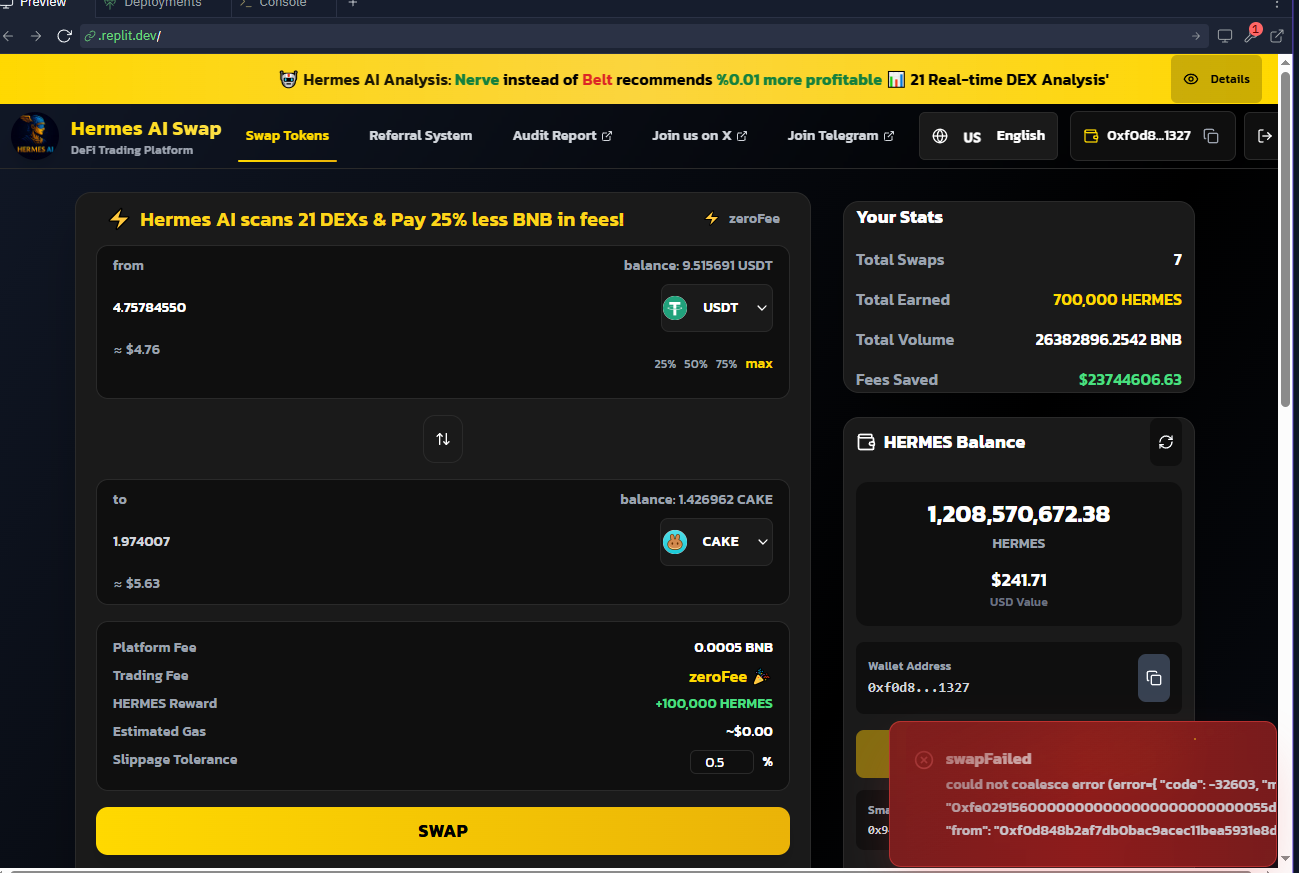 Preview Deployments Console
.replit.dev/
1
Hermes AI Analysis: Nerve instead of Belt recommends %0.01 more profitable 📊 21 Real-time DEX Analysis'
Details
HERMES AI
Hermes AI Swap
DeFi Trading Platform
Swap Tokens Referral System Audit Report Join us on X Join Telegram
US English
0xf0d8...1327
Hermes AI scans 21 DEXs & Pay 25% less BNB in fees!
zeroFee
from
balance: 9.515691 USDT
4.75784550
USDT
≈ $4.76
25% 50% 75% max
to
balance: 1.426962 CAKE
1.974007
CAKE
≈ $5.63
Platform Fee 0.0005 BNB
Trading Fee zeroFee 🎉
HERMES Reward +100,000 HERMES
Estimated Gas ~$0.00
Slippage Tolerance 0.5 %
SWAP
Your Stats
Total Swaps 7
Total Earned 700,000 HERMES
Total Volume 26382896.2542 BNB
Fees Saved $23744606.63
HERMES Balance
1,208,570,672.38
HERMES
$241.71
USD Value
Wallet Address
0xf0d8...1327
Sma
0x9
swapFailed
could not coalesce error (error={ "code": -32603, "m
"0xfe02915600000000000000000000000055d
"from": "0xf0d848b2af7db0bac9acec11bea5931e8d